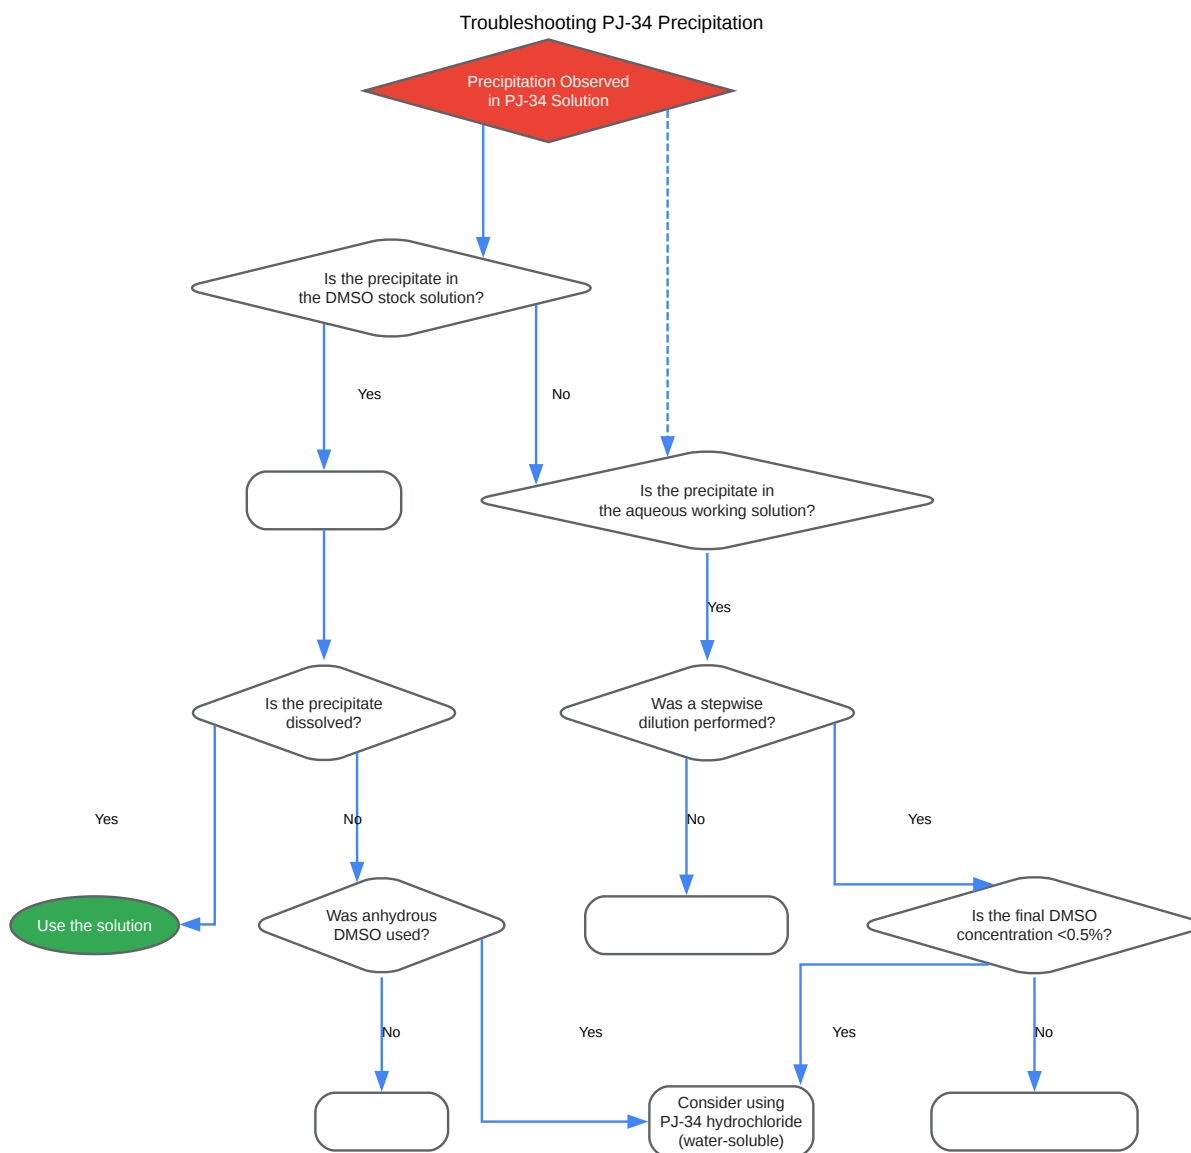 Troubleshooting PJ-34 Precipitation
Precipitation Observed
in PJ-34 Solution
Is the precipitate in
the DMSO stock solution?
Yes
No
Is the precipitate in
the aqueous working solution?
Yes
Is the precipitate
dissolved?
Was a stepwise
dilution performed?
Yes
No
No
Yes
Use the solution
Was anhydrous
DMSO used?
Is the final DMSO
concentration <0.5%?
No
Yes
Yes
No
Consider using
PJ-34 hydrochloride
(water-soluble)